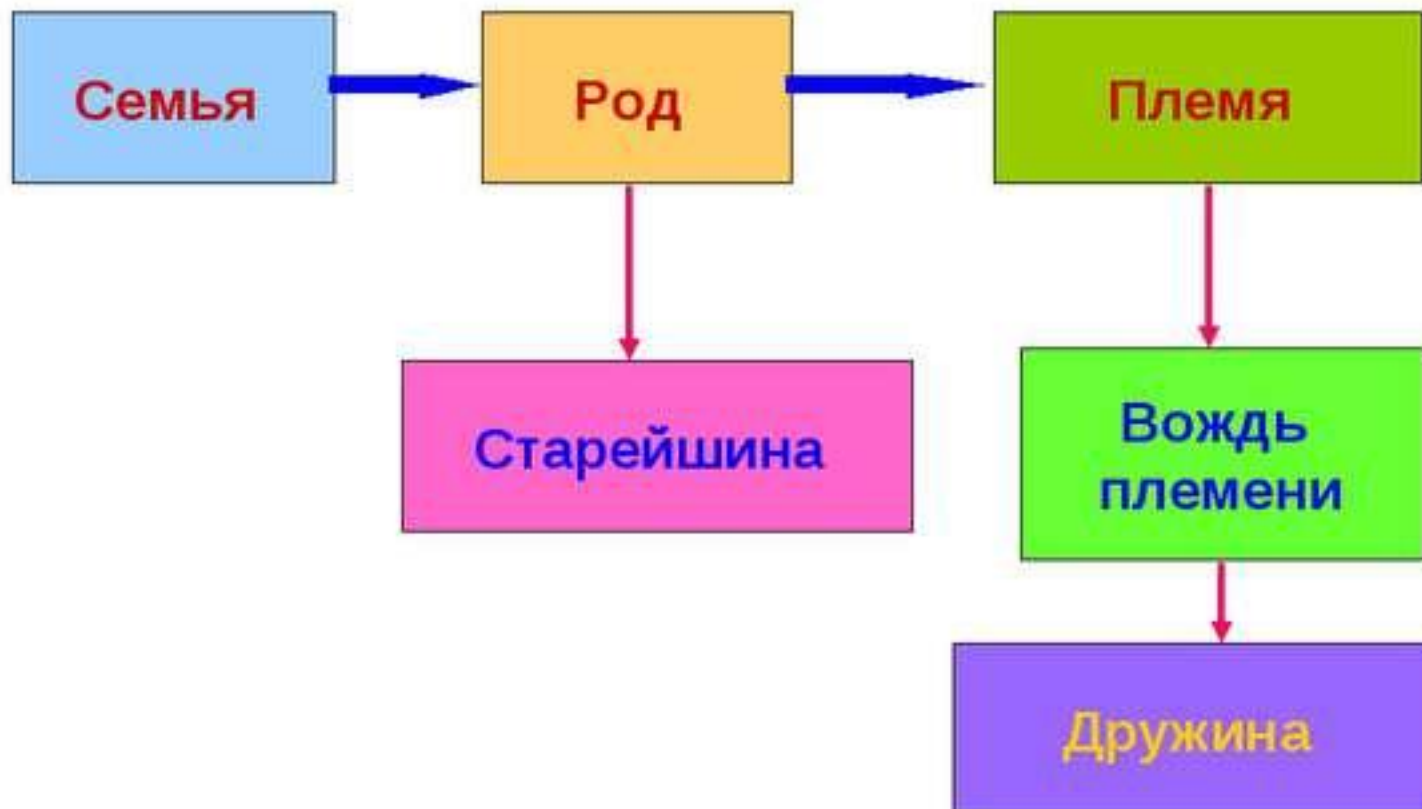 Семья
Род
Племя
Старейшина
Вождь
племени
Дружина